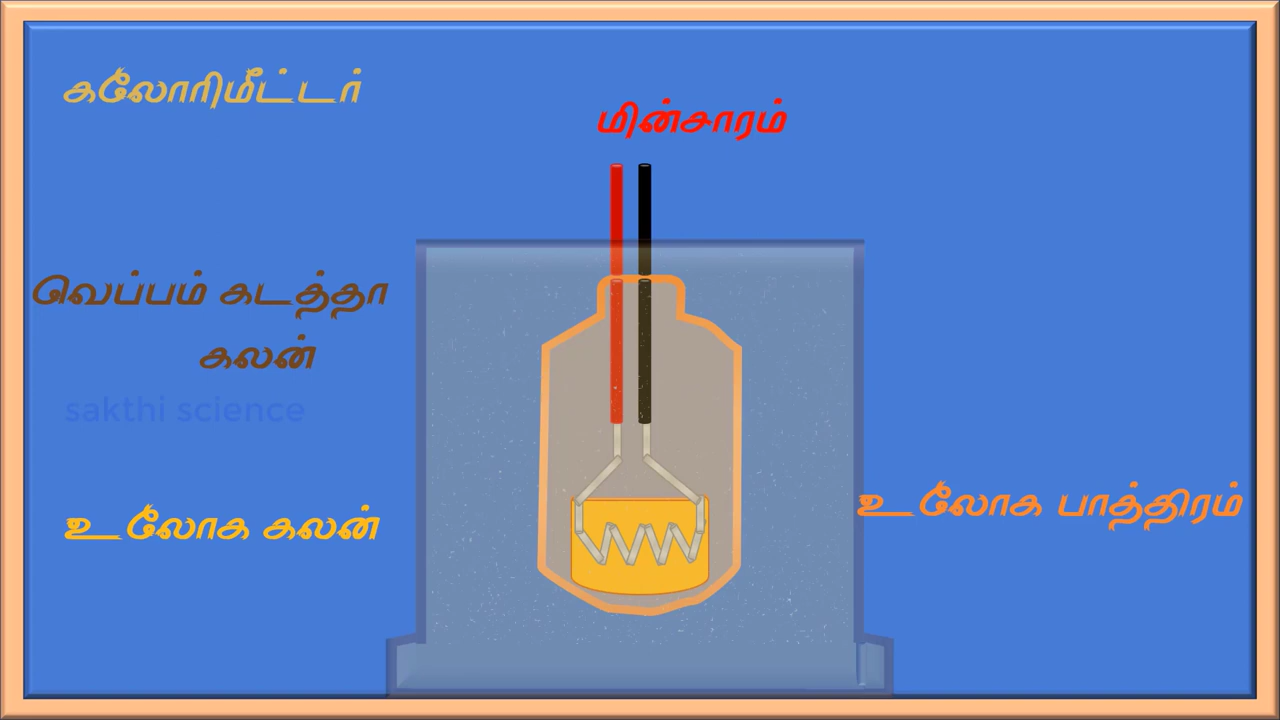 கலோரிமீட்டர்
மின்சாரம்
வெப்பம் கடத்தா
கலன்
sakthi science
உலோக கலன்
உலோக பாத்திரம்